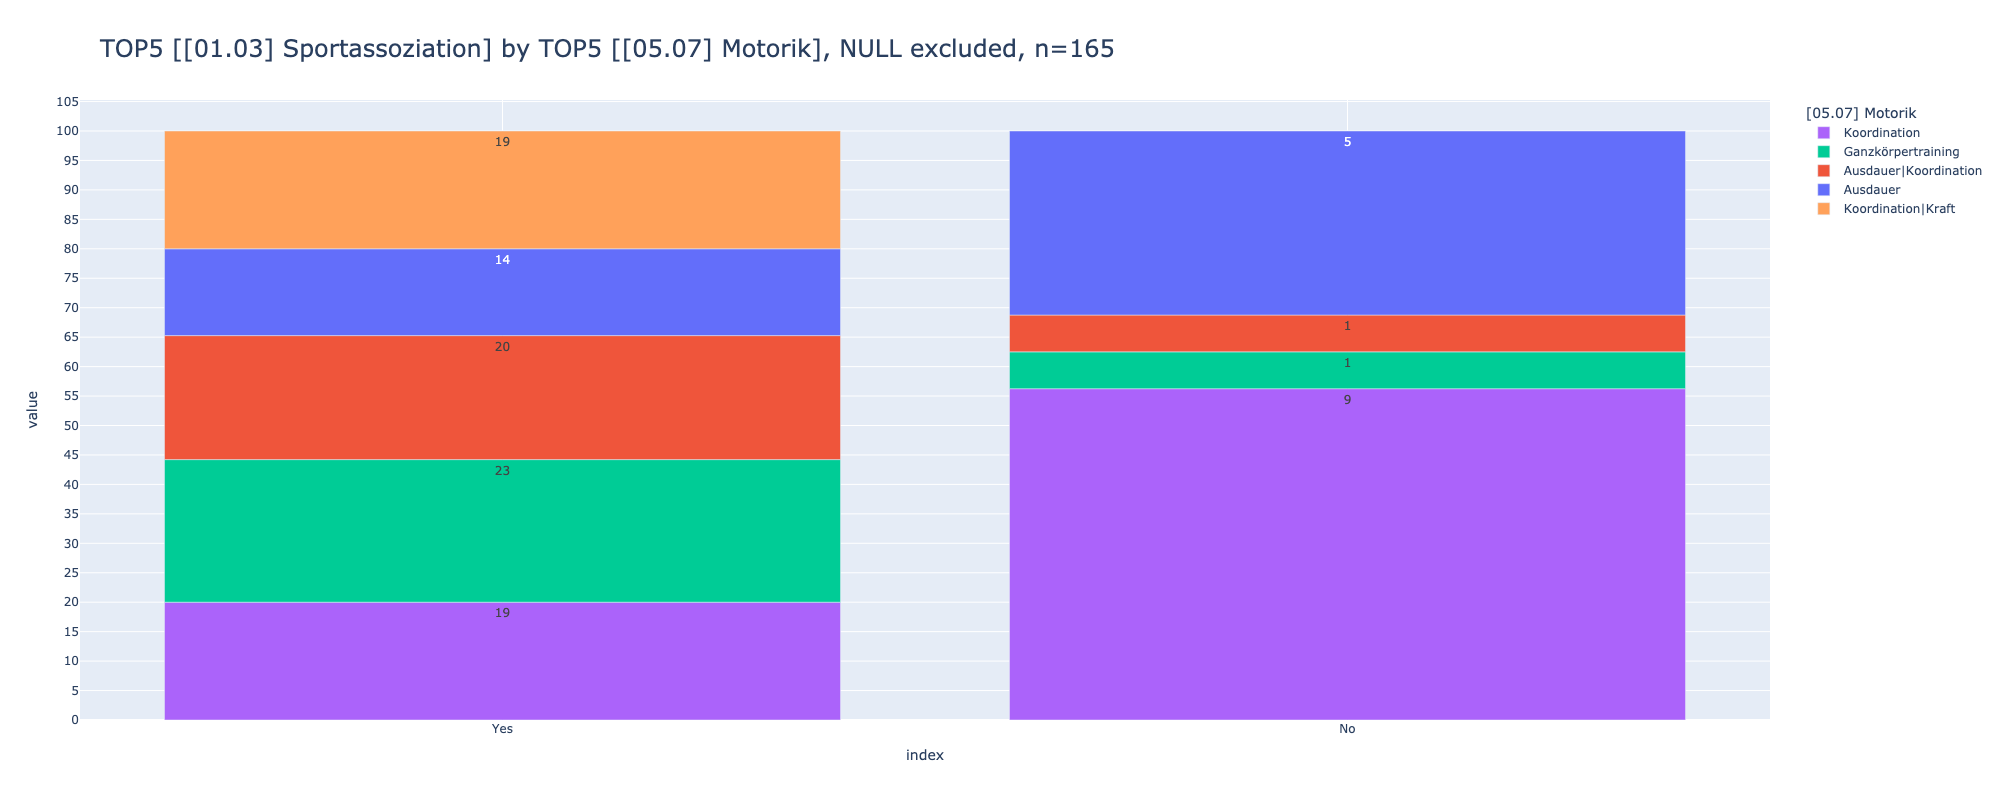 TOP5 [[01.03] Sportassoziation] by TOP5 [[05.07] Motorik], NULL excluded, n=165
value
105
100
95
90
85
80
75
70
65
60
55
50
45
40
35
30
25
20
15
10
5
0
19
14
20
23
19
5
1
1
9
Yes
No
index
[05.07] Motorik
Koordination
Ganzkörpertraining
Ausdauer|Koordination
Ausdauer
Koordination|Kraft